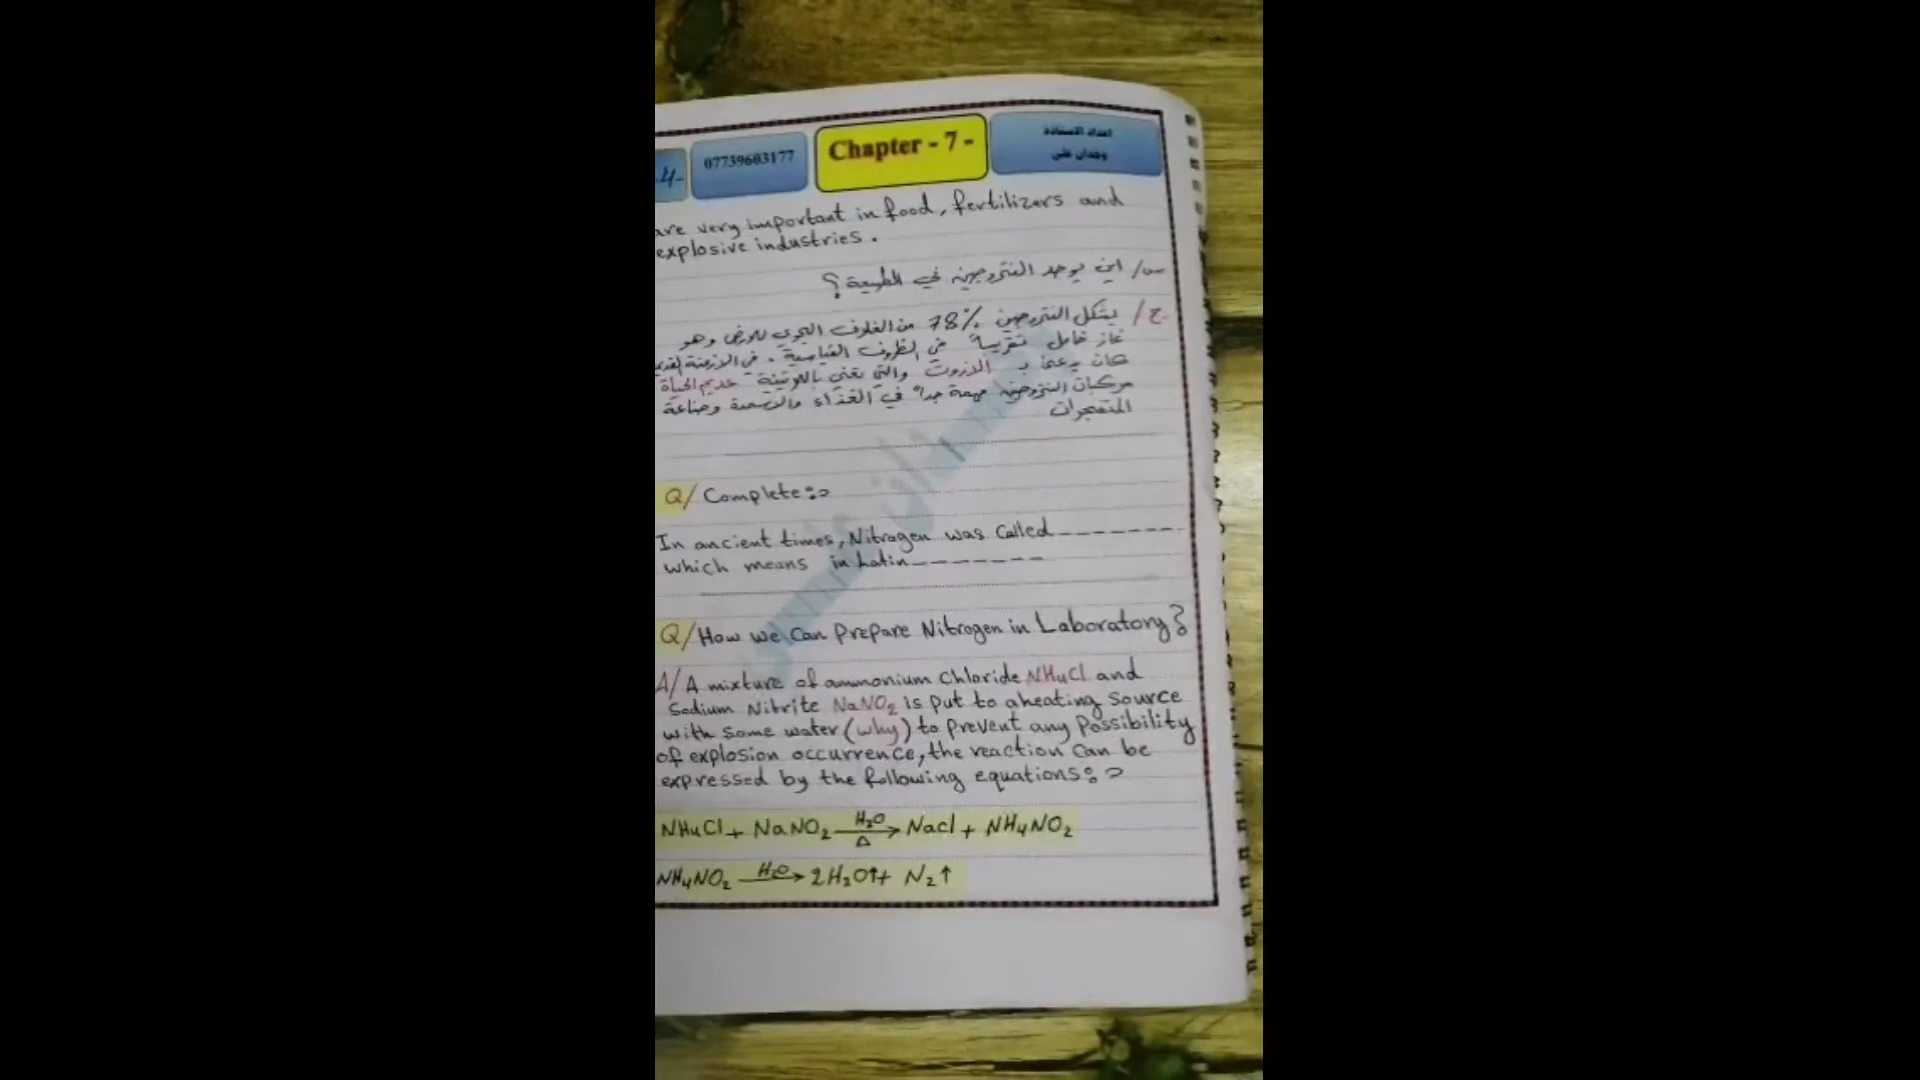 -4-
07739603177
Chapter - 7 -
اعداد الاستاذة
وجدان علي
are very important in food, fertilizers and
explosive industries.
س/ اين يوجد النتروجين في الطبيعة؟
ج/ يشكل النتروجين 78% من الغلاف الجوي للارض وهو
غاز خامل تقريباً في الظروف القياسية. في الازمنة القديمة
كان يدعى بـ الازوت والتي تعني باللاتينية "عديم الحياة"
مركبات النتروجين مهمة جداً في الغذاء والاسمدة وصناعة
المتفجرات
Q/ Complete:
In ancient times, Nitrogen was called --------
which means in Latin--------
Q/ How we Can Prepare Nitrogen in Laboratory?
A/ A mixture of ammonium Chloride NH4Cl and
Sodium Nitrite NaNO2 is put to a heating source
with some water (why) to prevent any possibility
of explosion occurrence, the reaction can be
expressed by the following equations:
NH4Cl + NaNO2 H2O → Δ Nacl + NH4NO2
NH4NO2 H2O → 2H2O↑ + N2↑